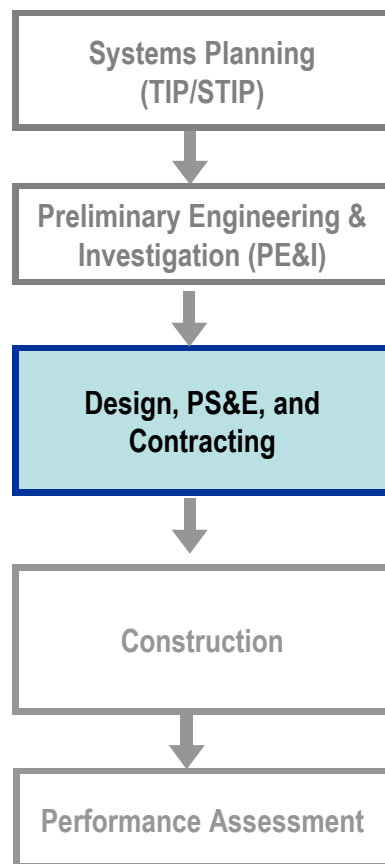 Systems Planning
(TIP/STIP)
Preliminary Engineering &
Investigation (PE&I)
Design, PS&E, and
Contracting
Construction
Performance Assessment